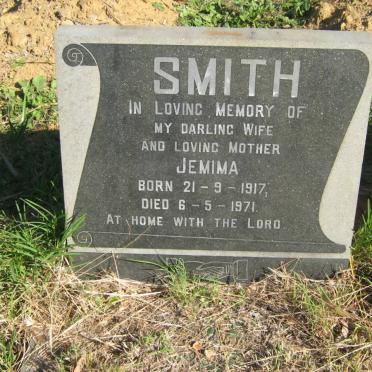 SMITH
IN LOVING MEMORY OF
MY DARLING WIFE
AND LOVING MOTHER
JEMIMA
BORN 21-9-1917,
DIED 6-5-1971.
AT HOME WITH THE LORD